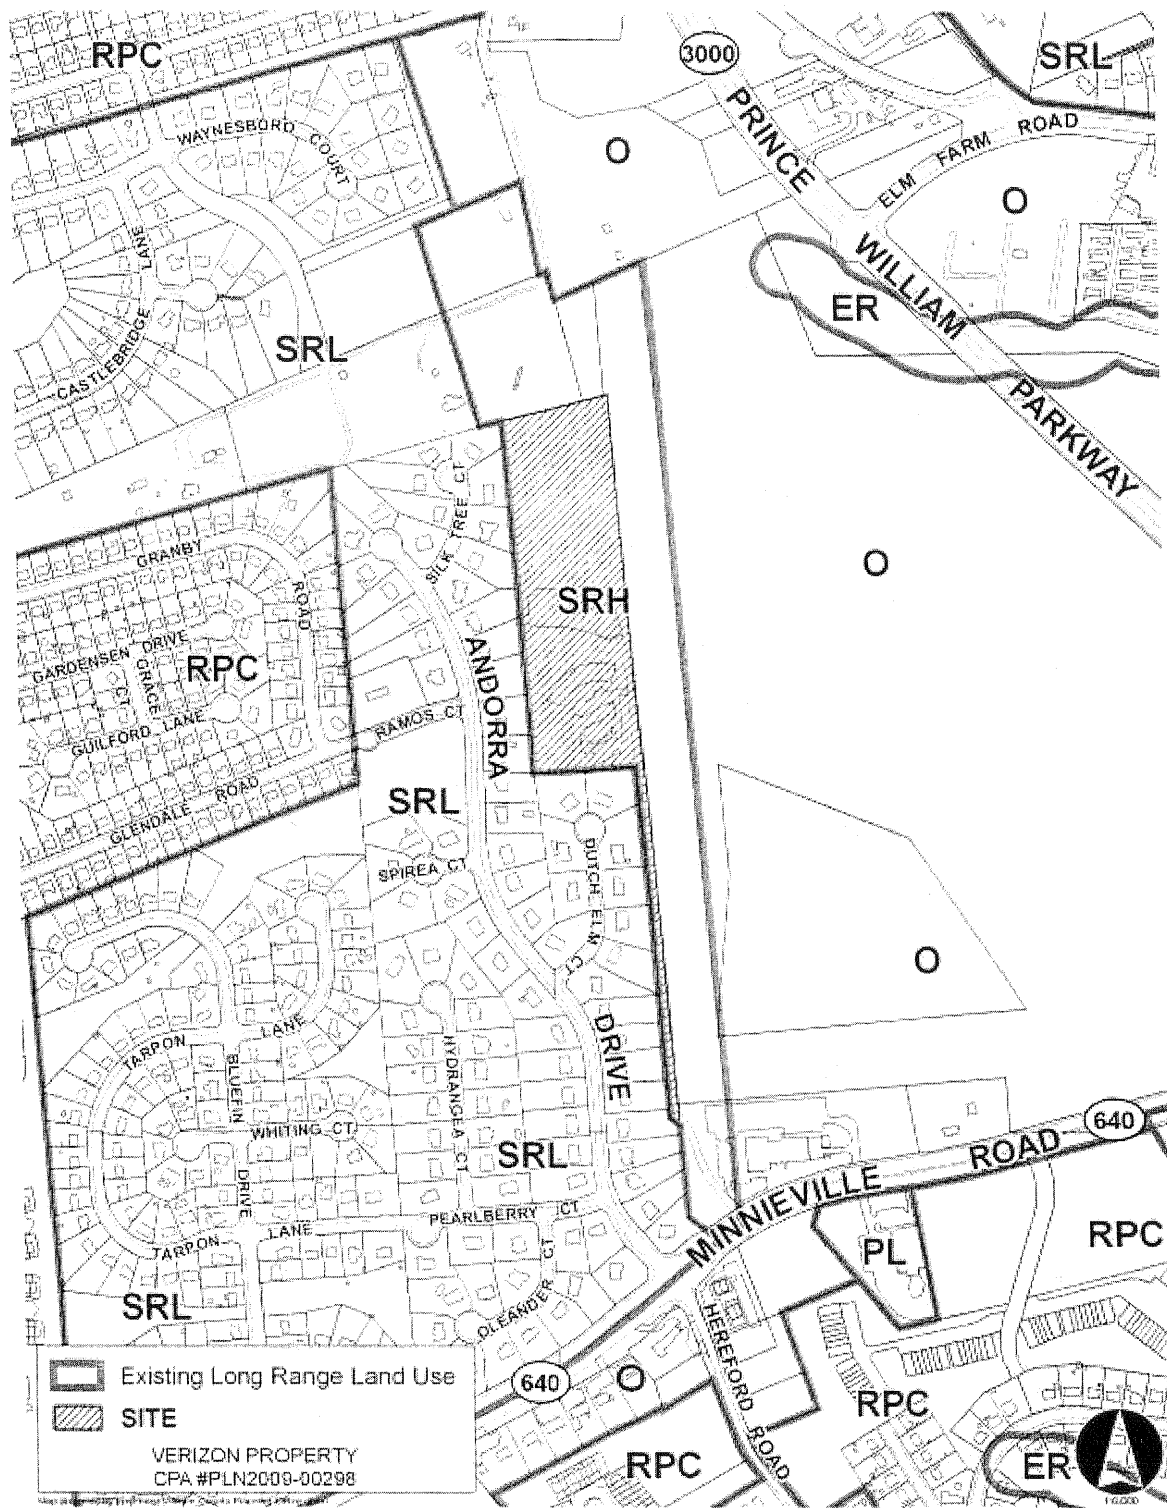 RPC
3000
SRL
WAYNESBORO COURT
PRINCE
ELM FARM ROAD
O
O
LANE
WILLIAM
ER
CASTLEBRIDGE
SRL
PARKWAY
SILK TREE CT
GRANBY
ROAD
O
SRH
GARDENSEN DRIVE
GRACE
CT
RPC
ANDORRA
RAMOS CT
GUILFORD LANE
GLENDALE ROAD
SRL
SPIREA CT
DUTCH ELM CT
O
TARPON
LANE
BLUEFIN
HYDRANGEA CT
DRIVE
WHITING CT
640
SRL
MINNIEVILLE ROAD
DRIVE
PEARLBERRY CT
TARPON
LANE
RPC
PL
SRL
OLEANDER CT
HEREFORD ROAD
Existing Long Range Land Use
640
O
SITE
RPC
VERIZON PROPERTY
CPA #PLN2009-00298
RPC
ER